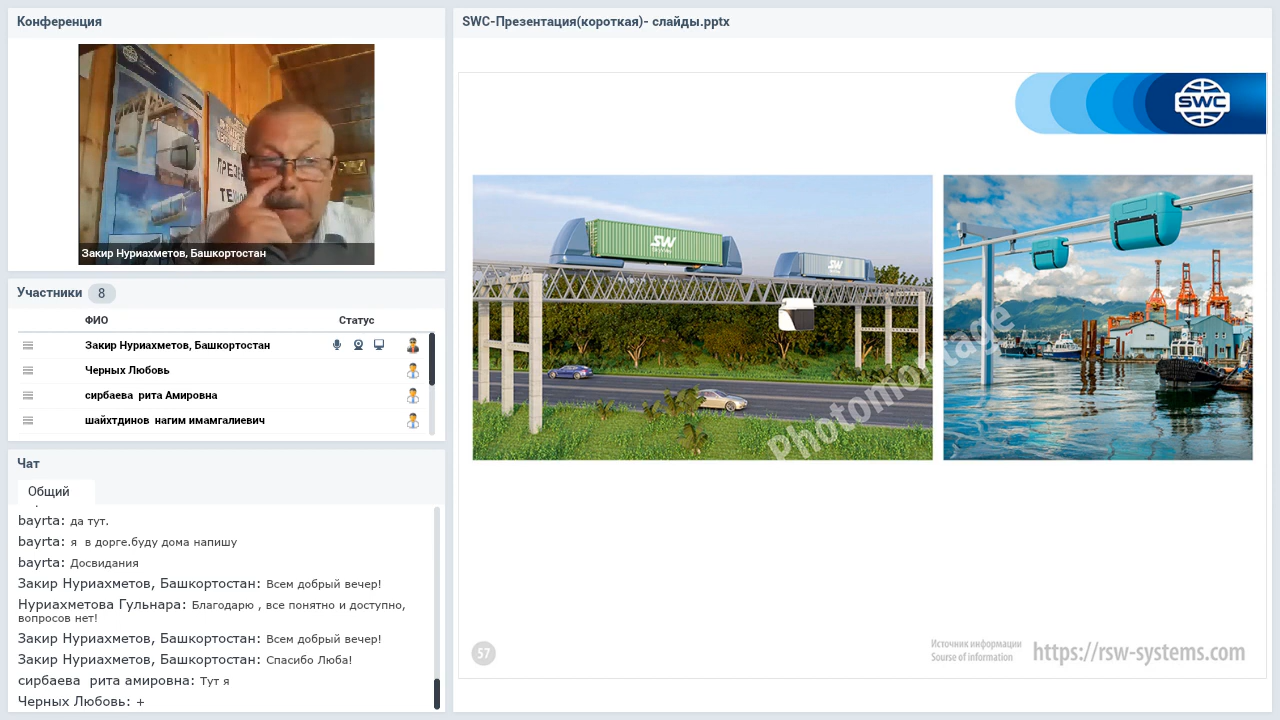 Конференция
ПРЕЗЕ
ТЕ
Закир Нуриахметов, Башкортостан
Участники 8
ФИО Статус
Закир Нуриахметов, Башкортостан
Черных Любовь
сирбаева рита Амировна
шайхтдинов нагим имамгалиевич
Чат
Общий
bayrta: да тут.
bayrta: я в дорге.буду дома напишу
bayrta: Досвидания
Закир Нуриахметов, Башкортостан: Всем добрый вечер!
Нуриахметова Гульнара: Благодарю , все понятно и доступно,
вопросов нет!
Закир Нуриахметов, Башкортостан: Всем добрый вечер!
Закир Нуриахметов, Башкортостан: Спасибо Люба!
сирбаева рита амировна: Тут я
Черных Любовь: +
SWC-Презентация(короткая)- слайды.pptx
SWC
SW
SW
Photomontage
57
Источник информации
Sourse of information
https://rsw-systems.com